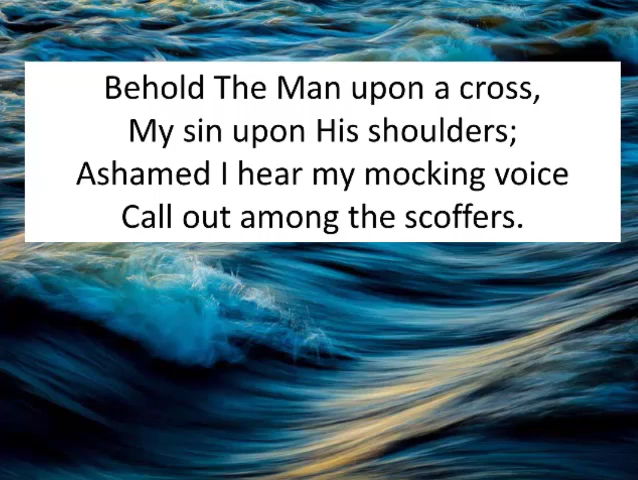 Behold The Man upon a cross,
My sin upon His shoulders;
Ashamed I hear my mocking voice
Call out among the scoffers.